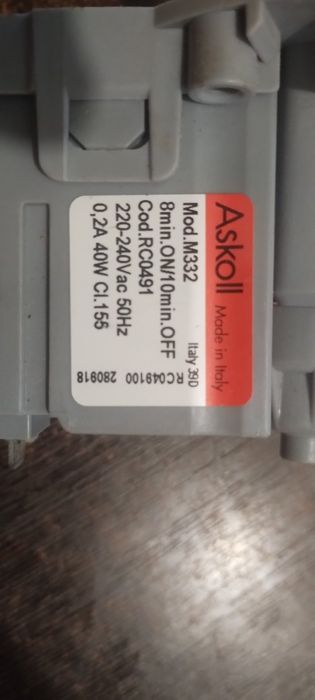 Askoll Made in Italy
Mod.M332 Italy 39D
8min.ON/10min.OFF
Cod.RC0491 RC049100
220-240Vac 50Hz
0,2A 40W Cl.155 280918